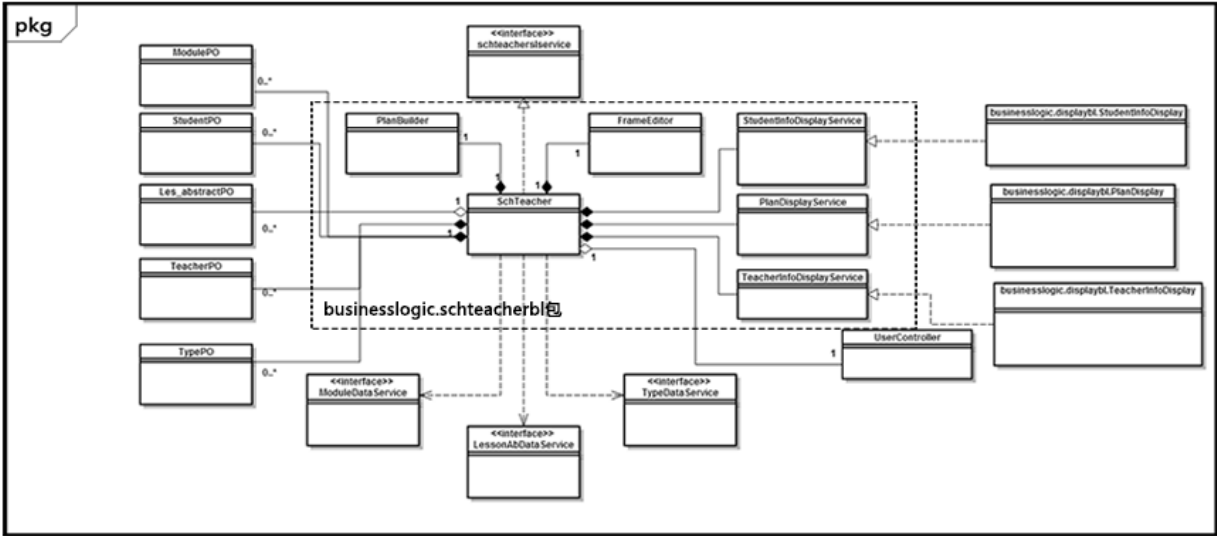 pkg
<<interface>>
schteacherslservice
ModulePO
0..*
StudentPO
0..*
PlanBuilder
1
1
FrameEditor
1
1
StudentInfoDisplayService
businesslogic.displaybl.StudentInfoDisplay
Les_abstractPO
1
0..*
SchTeacher
1
1
PlanDisplayService
businesslogic.displaybl.PlanDisplay
TeacherPO
0..*
TeacherInfoDisplayService
businesslogic.displaybl.TeacherInfoDisplay
businesslogic.schteacherbl包
TypePO
0..*
UserController
1
<<interface>>
ModuleDataService
<<interface>>
TypeDataService
<<interface>>
LessonAbDataService